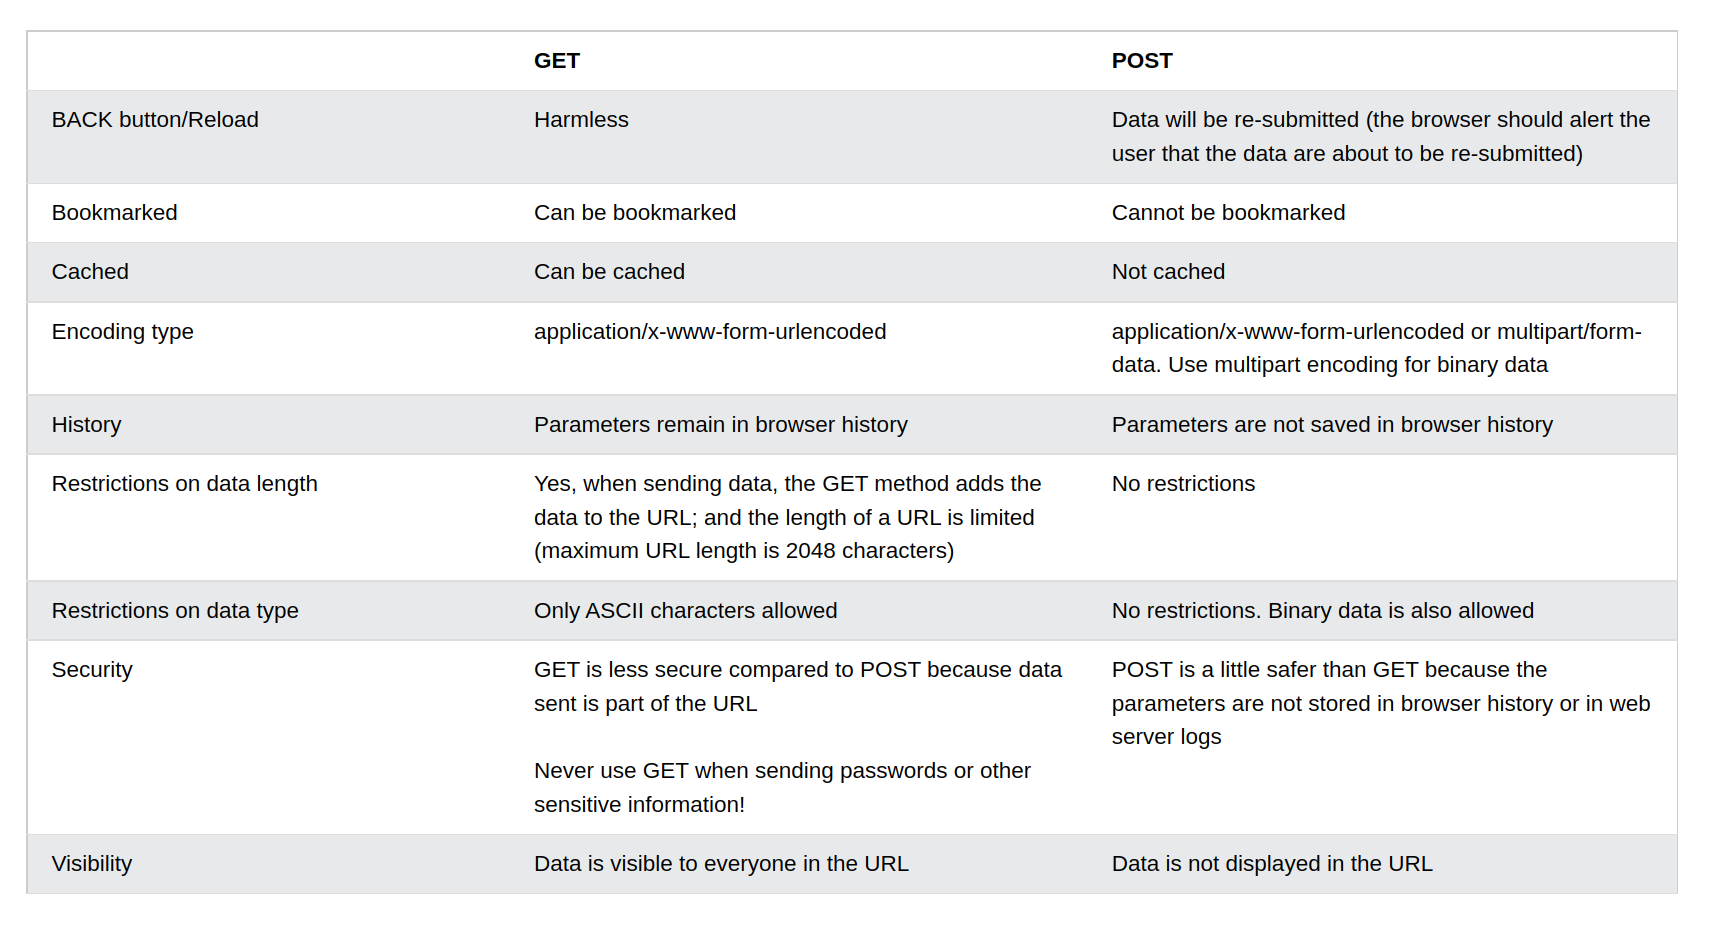 GET POST
BACK button/Reload Harmless Data will be re-submitted (the browser should alert the
user that the data are about to be re-submitted)
Bookmarked Can be bookmarked Cannot be bookmarked
Cached Can be cached Not cached
Encoding type application/x-www-form-urlencoded application/x-www-form-urlencoded or multipart/form-
data. Use multipart encoding for binary data
History Parameters remain in browser history Parameters are not saved in browser history
Restrictions on data length Yes, when sending data, the GET method adds the No restrictions
data to the URL; and the length of a URL is limited
(maximum URL length is 2048 characters)
Restrictions on data type Only ASCII characters allowed No restrictions. Binary data is also allowed
Security GET is less secure compared to POST because data POST is a little safer than GET because the
sent is part of the URL parameters are not stored in browser history or in web
server logs
Never use GET when sending passwords or other
sensitive information!
Visibility Data is visible to everyone in the URL Data is not displayed in the URL